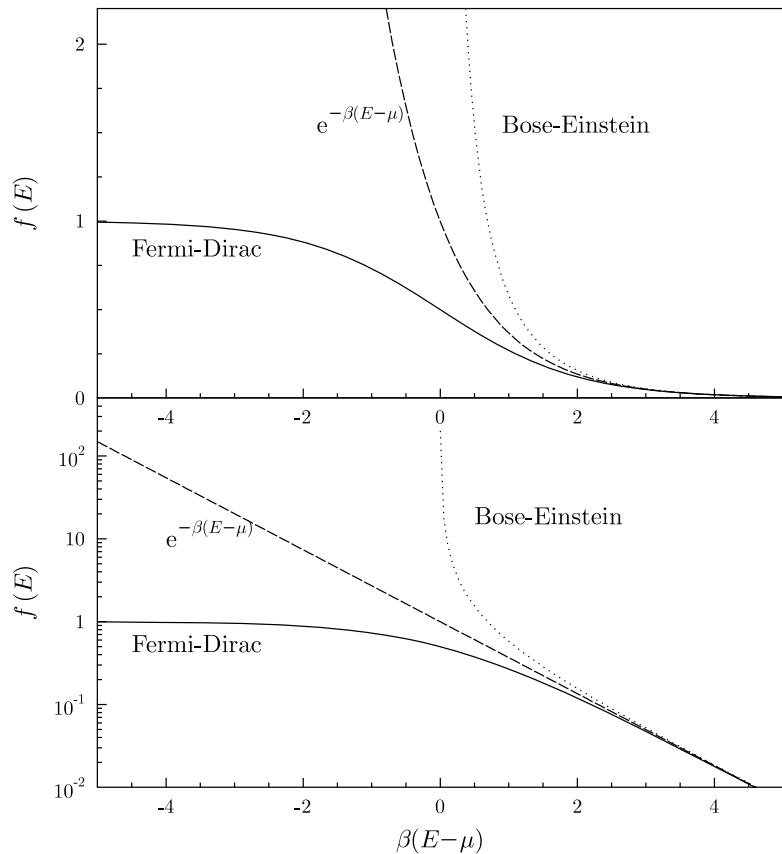 2
e^{−β(E−μ)}
Bose-Einstein
f(E)
1
Fermi-Dirac
0
-4 -2 0 2 4
10^2
Bose-Einstein
e^{−β(E−μ)}
10
f(E)
1
Fermi-Dirac
10^{-1}
10^{-2}
-4 -2 0 2 4
β(E−μ)